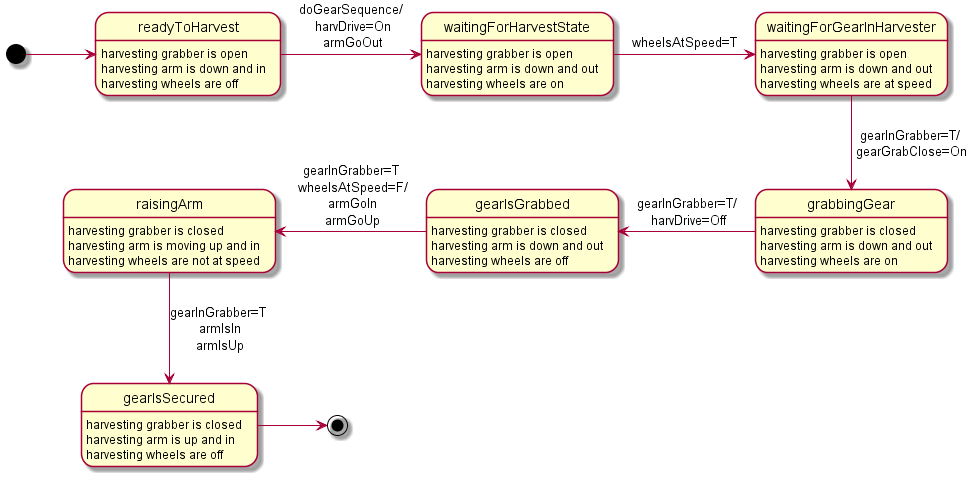 readyToHarvest
harvesting grabber is open
harvesting arm is down and in
harvesting wheels are off
doGearSequence/
harvDrive=On
armGoOut
waitingForHarvestState
harvesting grabber is open
harvesting arm is down and out
harvesting wheels are on
wheelsAtSpeed=T
waitingForGearInHarvester
harvesting grabber is open
harvesting arm is down and out
harvesting wheels are at speed
gearInGrabber=T/
gearGrabClose=On
grabbingGear
harvesting grabber is closed
harvesting arm is down and out
harvesting wheels are on
gearInGrabber=T/
harvDrive=Off
gearIsGrabbed
harvesting grabber is closed
harvesting arm is down and out
harvesting wheels are off
gearInGrabber=T
wheelsAtSpeed=F/
armGoIn
armGoUp
raisingArm
harvesting grabber is closed
harvesting arm is moving up and in
harvesting wheels are not at speed
gearInGrabber=T
armIsIn
armIsUp
gearIsSecured
harvesting grabber is closed
harvesting arm is up and in
harvesting wheels are off